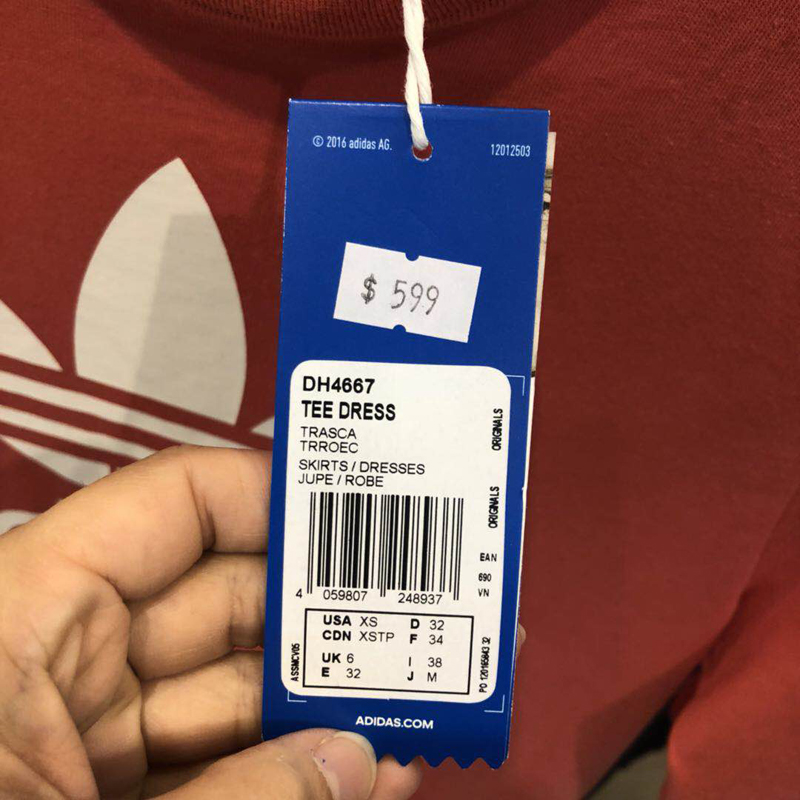 © 2016 adidas AG.
12012503
$ 599
DH4667
TEE DRESS
TRASCA
TRROEC
SKIRTS / DRESSES
JUPE / ROBE
ORIGINALS
ORIGINALS
EAN
690
VN
4 059807 248937
USA XS D 32
CDN XSTP F 34
UK 6 I 38
E 32 J M
ASSMCV05
ADIDAS.COM